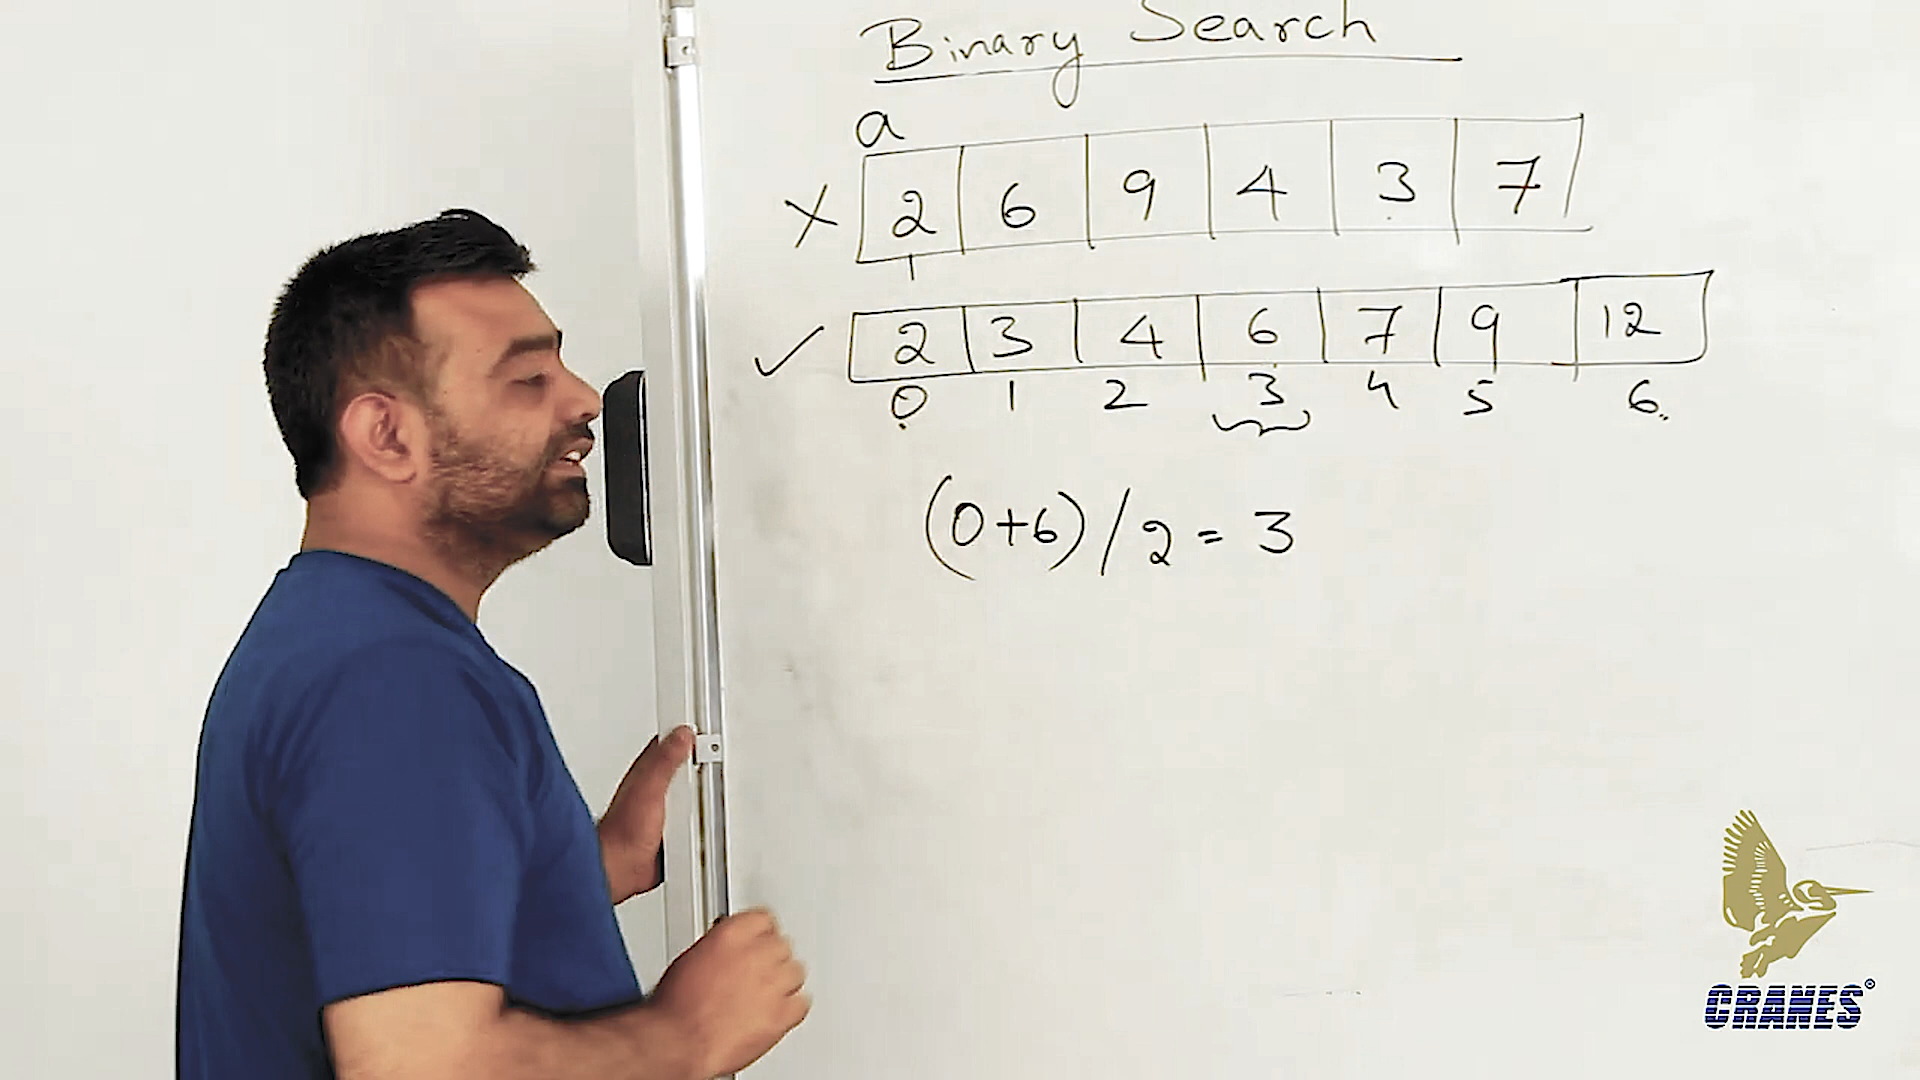 Binary Search
a
X 2 6 9 4 3 7
✓ 2 3 4 6 7 9 12
0 1 2 3 4 5 6
(0+6)/2 = 3
CRANES